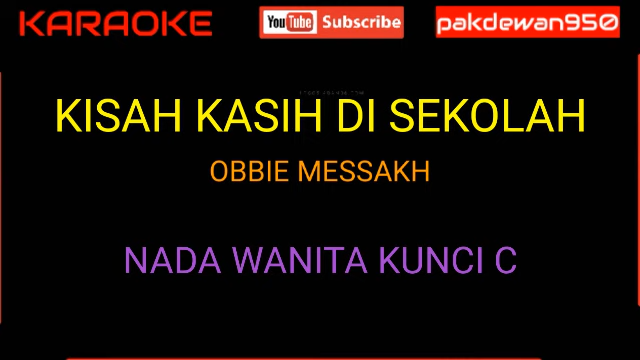 KARAOKE YouTube Subscribe pakdewan950
KISAH KASIH DI SEKOLAH
OBBIE MESSAKH
NADA WANITA KUNCI C